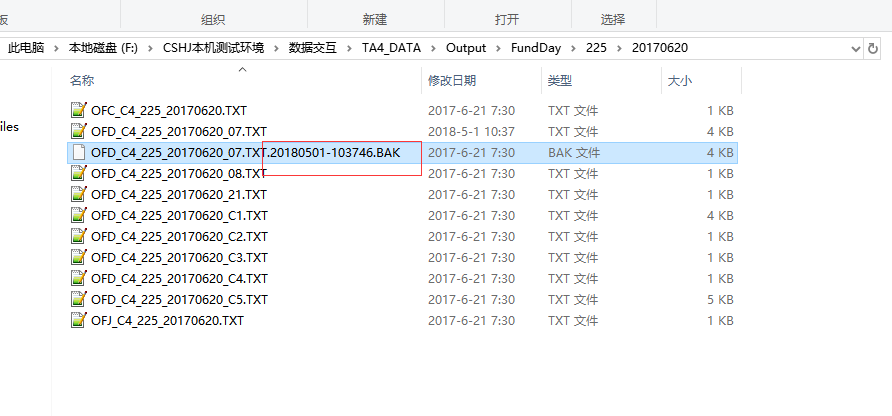 板 组织 新建 打开 选择
此电脑 › 本地磁盘 (F:) › CSHJ本机测试环境 › 数据交互 › TA4_DATA › Output › FundDay › 225 › 20170620
名称 修改日期 类型 大小
OFC_C4_225_20170620.TXT 2017-6-21 7:30 TXT 文件 1 KB
iles OFD_C4_225_20170620_07.TXT 2018-5-1 10:37 TXT 文件 4 KB
OFD_C4_225_20170620_07.TXT.20180501-103746.BAK 2017-6-21 7:30 BAK 文件 4 KB
OFD_C4_225_20170620_08.TXT 2017-6-21 7:30 TXT 文件 1 KB
OFD_C4_225_20170620_21.TXT 2017-6-21 7:30 TXT 文件 1 KB
OFD_C4_225_20170620_C1.TXT 2017-6-21 7:30 TXT 文件 4 KB
OFD_C4_225_20170620_C2.TXT 2017-6-21 7:30 TXT 文件 1 KB
OFD_C4_225_20170620_C3.TXT 2017-6-21 7:30 TXT 文件 1 KB
OFD_C4_225_20170620_C4.TXT 2017-6-21 7:30 TXT 文件 1 KB
OFD_C4_225_20170620_C5.TXT 2017-6-21 7:30 TXT 文件 5 KB
OFJ_C4_225_20170620.TXT 2017-6-21 7:30 TXT 文件 1 KB